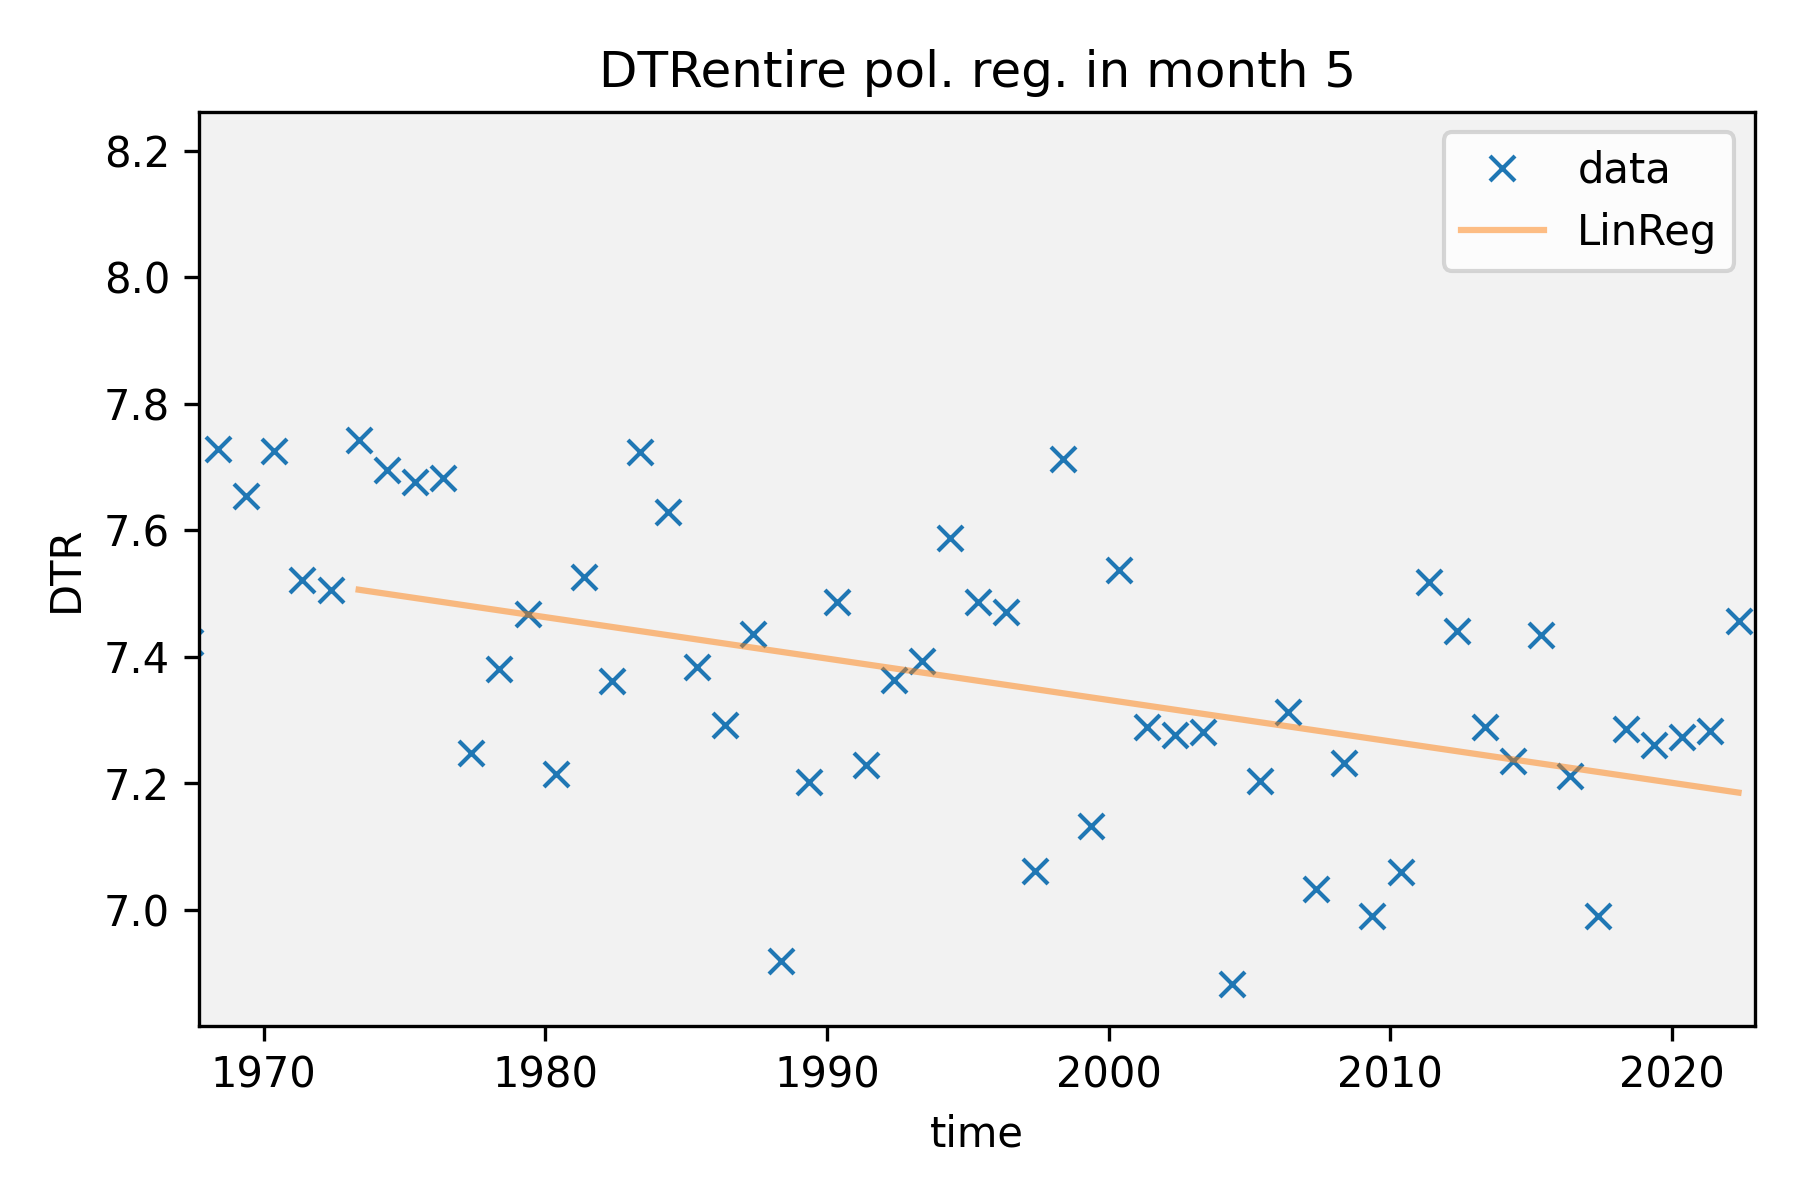 DTRentire pol. reg. in month 5
8.2
8.0
7.8
7.6
7.4
7.2
7.0
DTR
data
LinReg
1970
1980
1990
2000
2010
2020
time